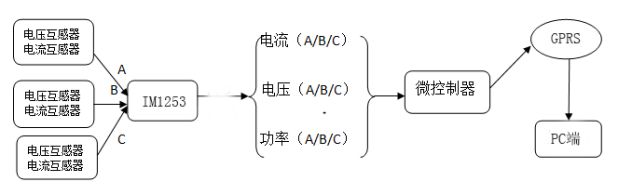 电压互感器
电流互感器
A
电压互感器
电流互感器
B
电压互感器
电流互感器
C
IM1253
电流（A/B/C）
电压（A/B/C）
功率（A/B/C）
微控制器
GPRS
PC端